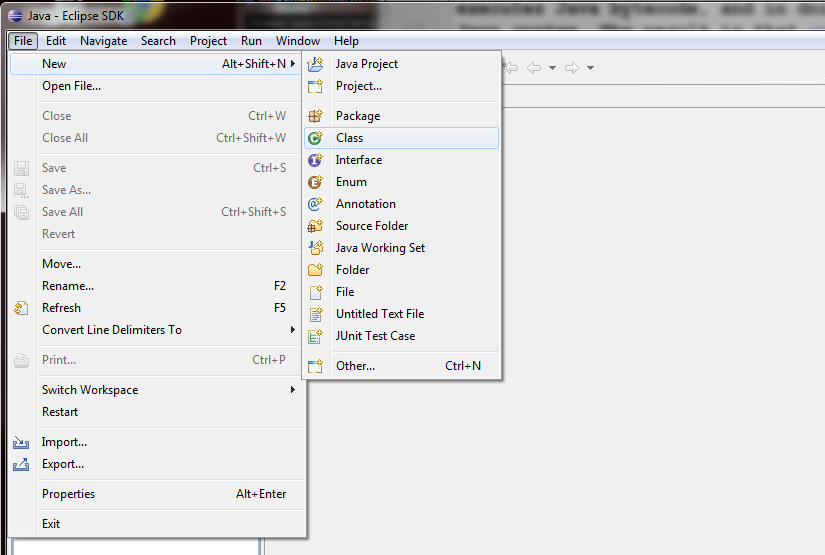 executes Java bytecode, and in do
Java - Eclipse SDK
File Edit Navigate Search Project Run Window Help
New Alt+Shift+N
Open File...
Close Ctrl+W
Close All Ctrl+Shift+W
Save Ctrl+S
Save As...
Save All Ctrl+Shift+S
Revert
Move...
Rename... F2
Refresh F5
Convert Line Delimiters To
Print... Ctrl+P
Switch Workspace
Restart
Import...
Export...
Properties Alt+Enter
Exit
Java Project
Project...
Package
Class
Interface
Enum
Annotation
Source Folder
Java Working Set
Folder
File
Untitled Text File
JUnit Test Case
Other... Ctrl+N